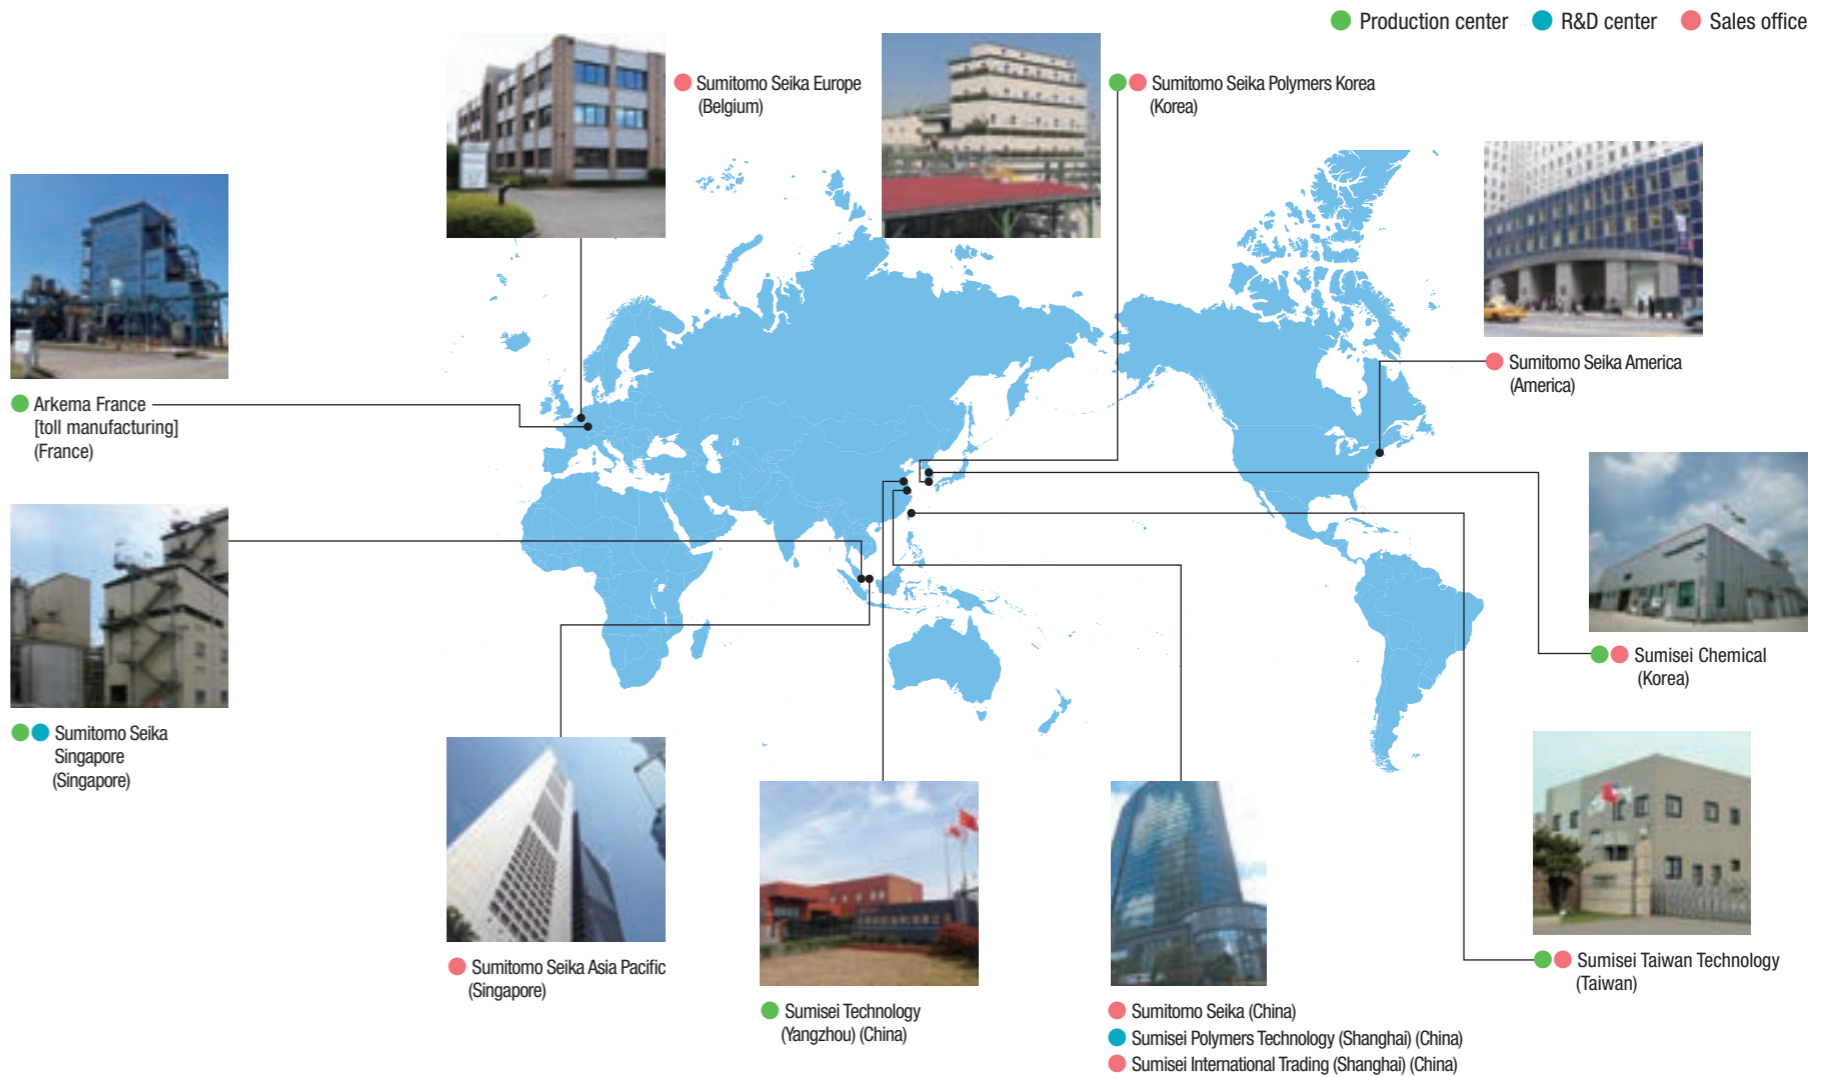 Production center
R&D center
Sales office
Sumitomo Seika Europe
(Belgium)
Sumitomo Seika Polymers Korea
(Korea)
Sumitomo Seika America
(America)
Arkema France
[toll manufacturing]
(France)
Sumisei Chemical
(Korea)
Sumitomo Seika
Singapore
(Singapore)
Sumitomo Seika Asia Pacific
(Singapore)
Sumisei Technology
(Yangzhou) (China)
Sumitomo Seika (China)
Sumisei Polymers Technology (Shanghai) (China)
Sumisei International Trading (Shanghai) (China)
Sumisei Taiwan Technology
(Taiwan)